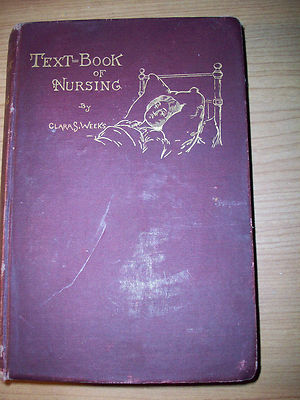 TEXT-BOOK
OF
NURSING
By
CLARA S. WEEKS